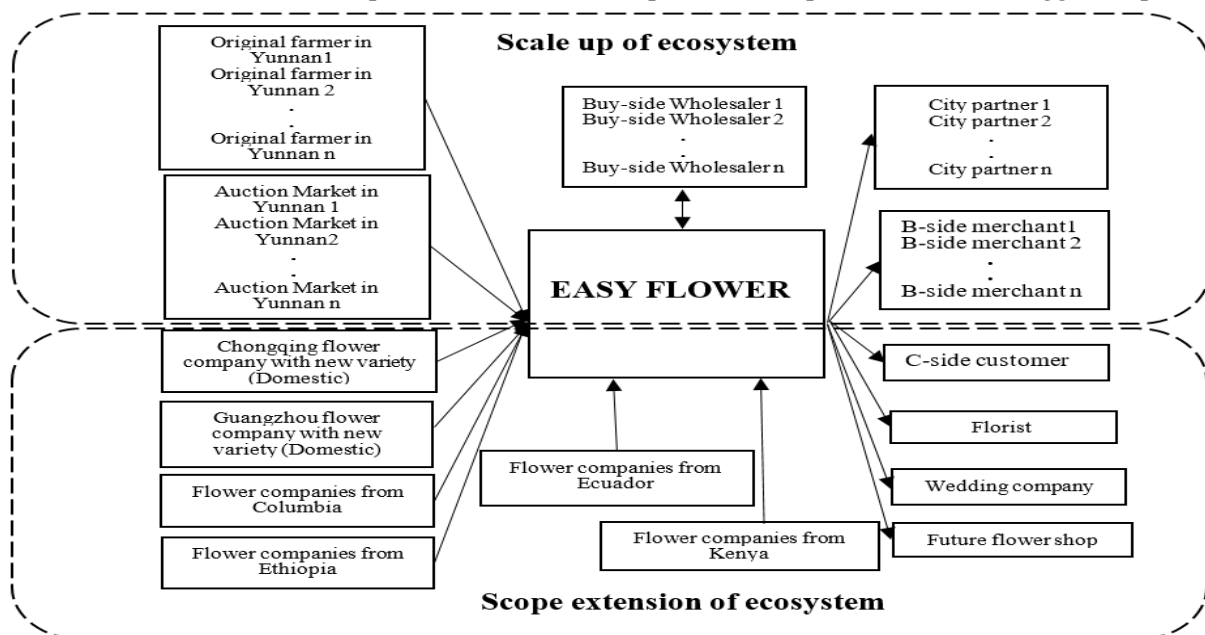 Scale up of ecosystem
Original farmer in
Yunnan1
Original farmer in
Yunnan 2
.
.
Original farmer in
Yunnan n
Auction Market in
Yunnan 1
Auction Market in
Yunnan2
.
.
Auction Market in
Yunnan n
Buy-side Wholesaler 1
Buy-side Wholesaler 2
.
.
Buy-side Wholesaler n
EASY FLOWER
City partner 1
City partner 2
.
.
City partner n
B-side merchant1
B-side merchant 2
.
.
B-side merchant n
Chongqing flower
company with new variety
(Domestic)
Guangzhou flower
company with new
variety (Domestic)
Flower companies from
Columbia
Flower companies from
Ethiopia
Flower companies from
Ecuador
Flower companies from
Kenya
C-side customer
Florist
Wedding company
Future flower shop
Scope extension of ecosystem